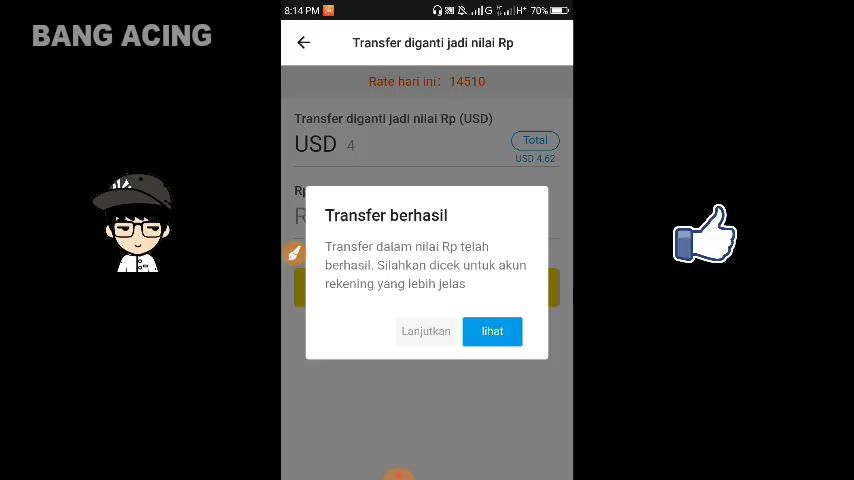 BANG ACING
8:14 PM
G
H+
70%
Transfer diganti jadi nilai Rp
Rate hari ini: 14510
Transfer diganti jadi nilai Rp (USD)
USD 4
Total
USD 4.62
Rp
R
Transfer berhasil
Transfer dalam nilai Rp telah
berhasil. Silahkan dicek untuk akun
rekening yang lebih jelas
Lanjutkan
lihat